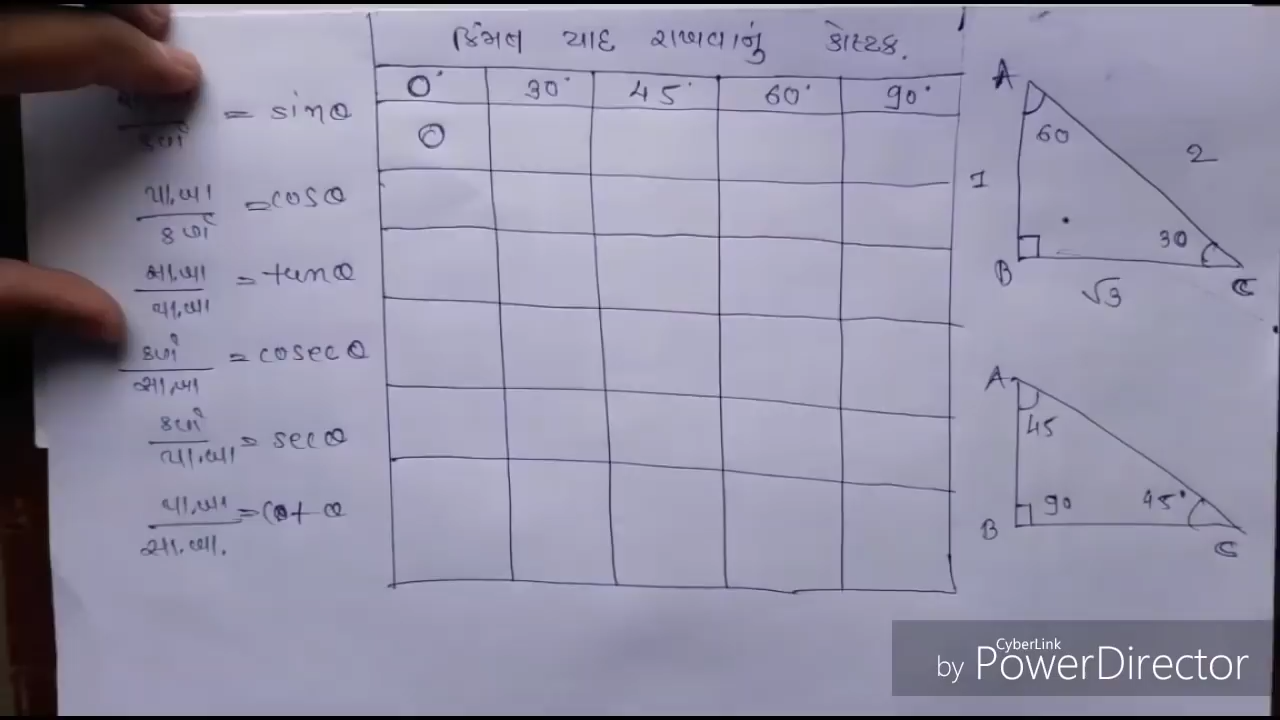 કિંમત યાદ રાખવાનું કોષ્ટક.
0° 30° 45° 60° 90°
0
કર્ણ = sinθ
પા.બા
કર્ણ = cosθ
સા.બા
પા.બા = tanθ
કર્ણ
સા.બા = cosecθ
કર્ણ
પા.બા = secθ
પા.બા
સા.બા. = cotθ
A
60
2
1
30
B
√3
C
A
45
B
90
45°
C
CyberLink
by PowerDirector